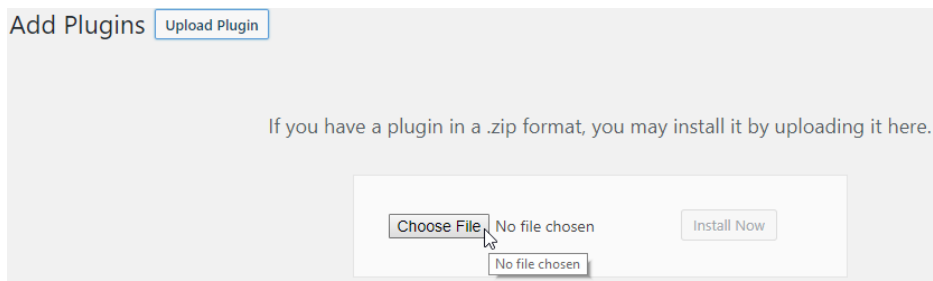 Add Plugins Upload Plugin
If you have a plugin in a .zip format, you may install it by uploading it here.
Choose File No file chosen Install Now
No file chosen